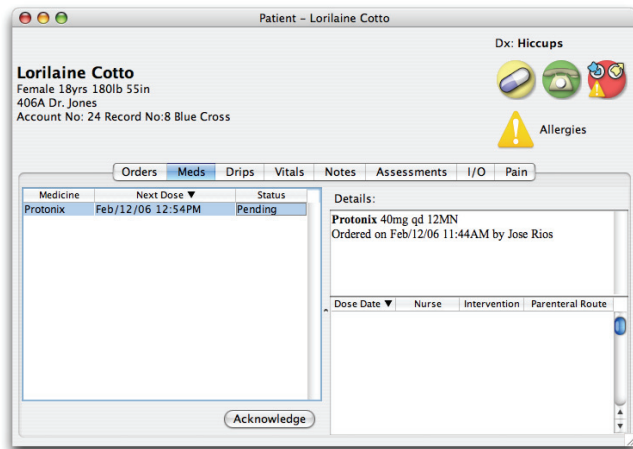 Patient – Lorilaine Cotto
Dx: Hiccups
Lorilaine Cotto
Female 18yrs 180lb 55in
406A Dr. Jones
Account No: 24 Record No:8 Blue Cross
Allergies
Orders Meds Drips Vitals Notes Assessments I/O Pain
Medicine Next Dose ▼ Status
Protonix Feb/12/06 12:54PM Pending
Details:
Protonix 40mg qd 12MN
Ordered on Feb/12/06 11:44AM by Jose Rios
Dose Date ▼ Nurse Intervention Parenteral Route
Acknowledge